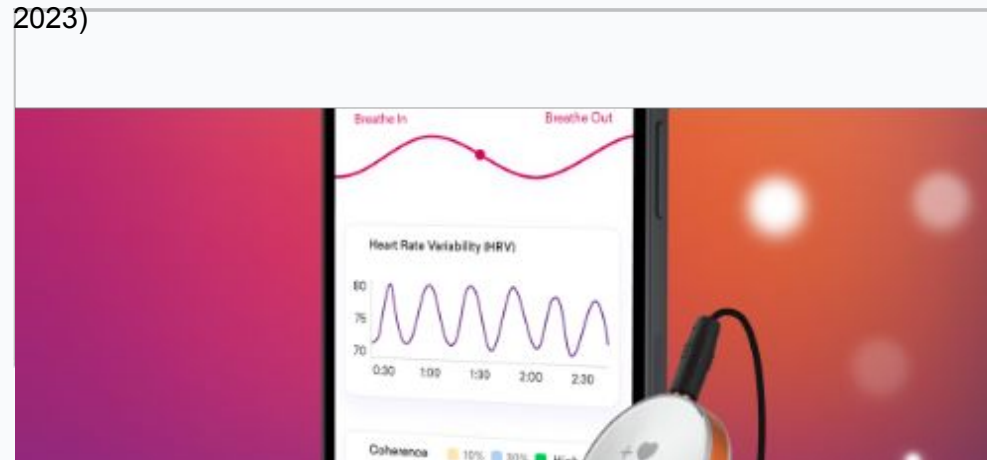 2023)
Breathe In Breathe Out
Heart Rate Variability (HRV)
80
75
70
0:30 1:00 1:30 2:00 2:30
Coherence 10% 30% High